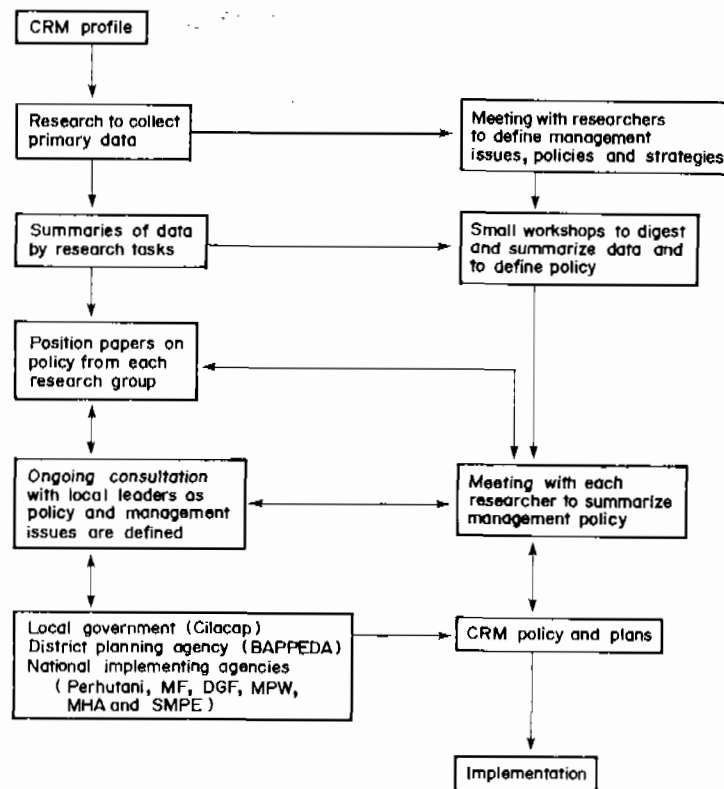 CRM profile
Research to collect
primary data
Meeting with researchers
to define management
issues, policies and strategies
Summaries of data
by research tasks
Small workshops to digest
and summarize data and
to define policy
Position papers on
policy from each
research group
Ongoing consultation
with local leaders as
policy and management
issues are defined
Meeting with each
researcher to summarize
management policy
Local government (Cilacap)
District planning agency (BAPPEDA)
National implementing agencies
( Perhutani, MF, DGF, MPW,
MHA and SMPE )
CRM policy and plans
Implementation